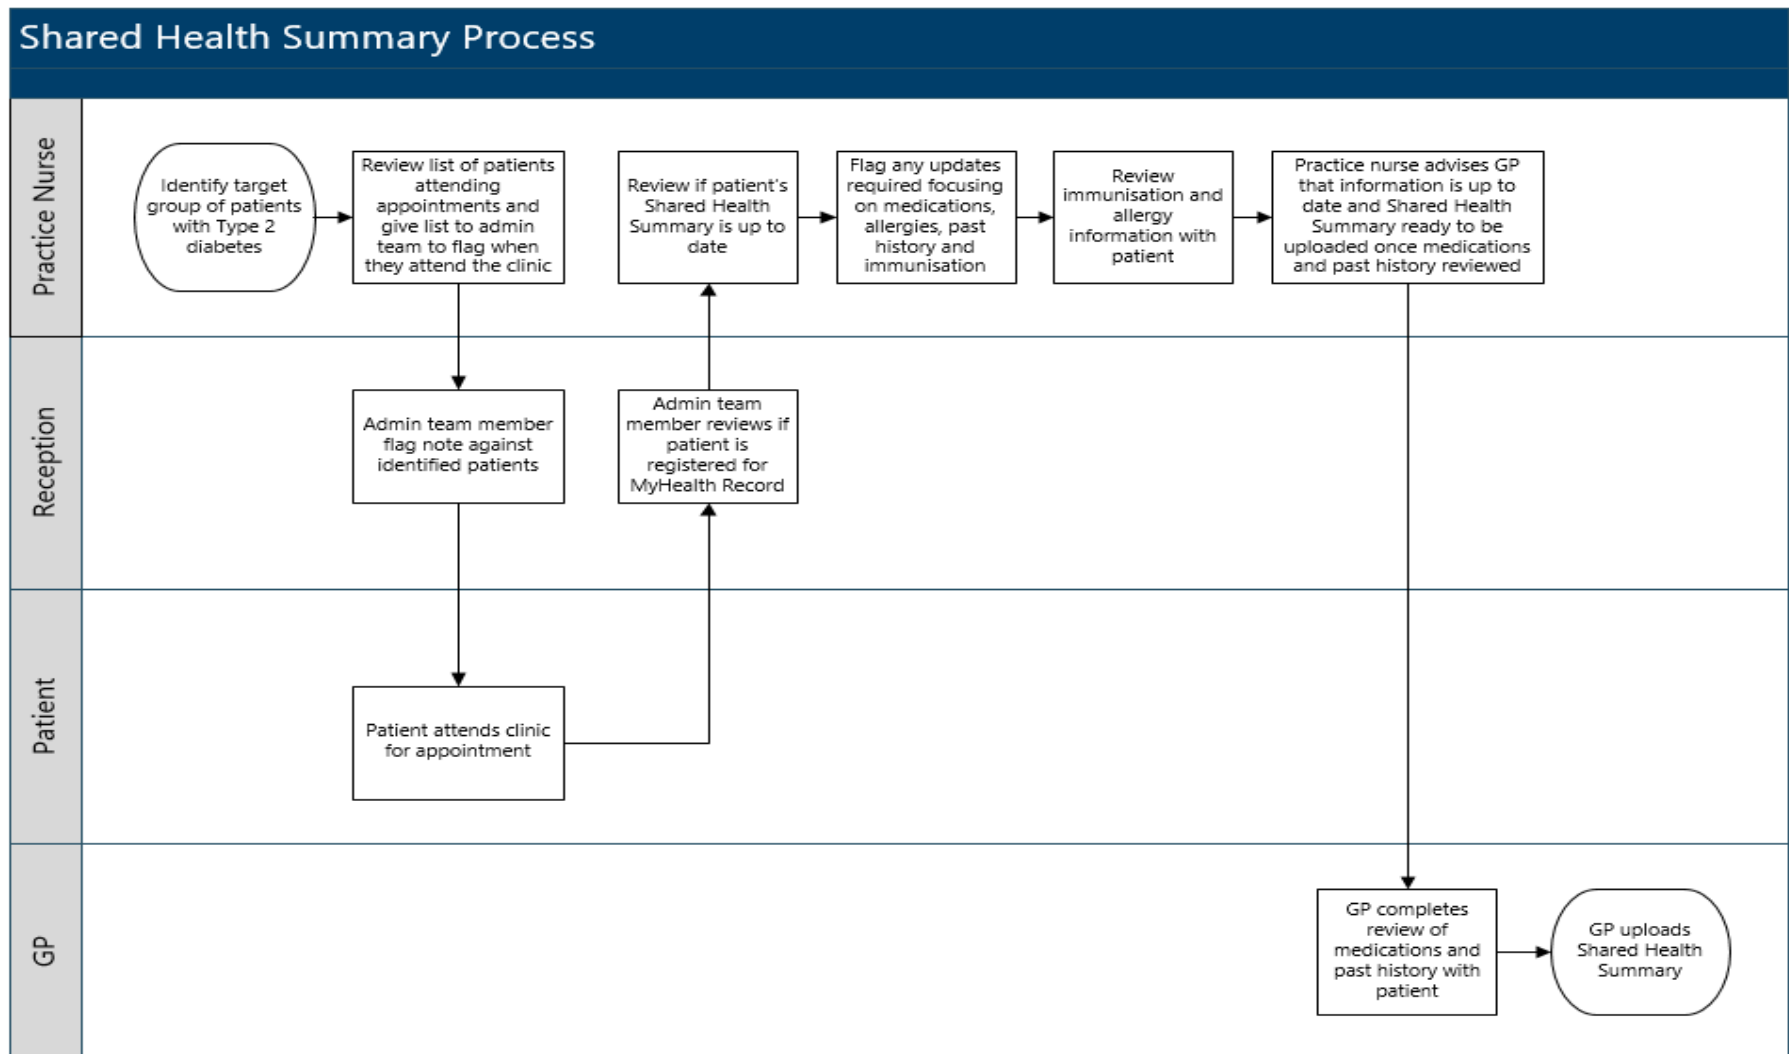 Shared Health Summary Process
Practice Nurse
Identify target
group of patients
with Type 2
diabetes
Review list of patients
attending
appointments and
give list to admin
team to flag when
they attend the clinic
Review if patient's
Shared Health
Summary is up to
date
Flag any updates
required focusing
on medications,
allergies, past
history and
immunisation
Review
immunisation and
allergy
information with
patient
Practice nurse advises GP
that information is up to
date and Shared Health
Summary ready to be
uploaded once medications
and past history reviewed
Reception
Admin team member
flag note against
identified patients
Admin team
member reviews if
patient is
registered for
MyHealth Record
Patient
Patient attends clinic
for appointment
GP
GP completes
review of
medications and
past history with
patient
GP uploads
Shared Health
Summary